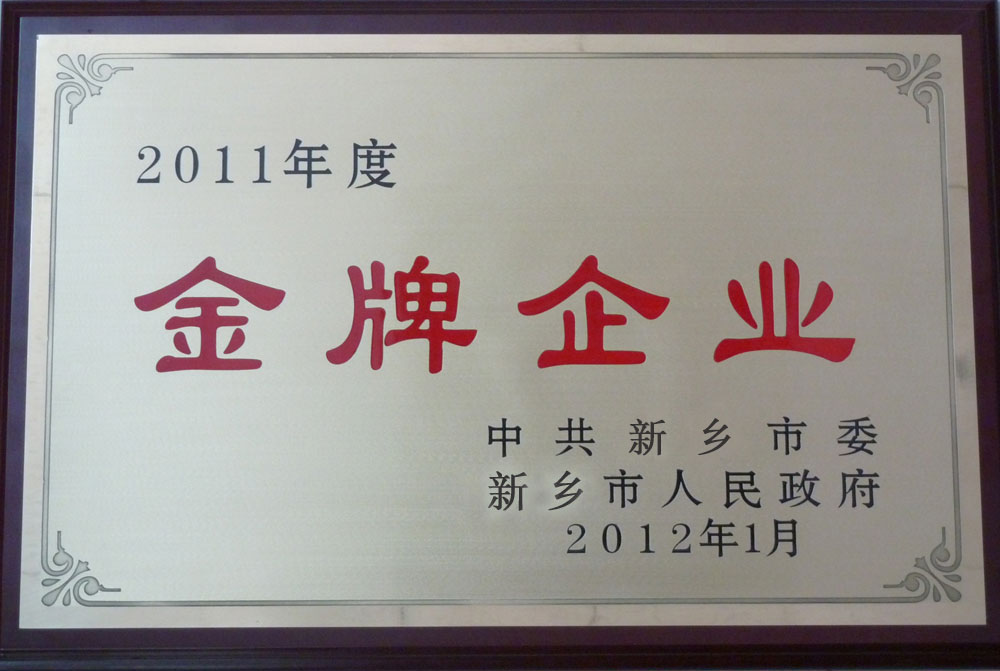 2011年度
金牌企业
中共新乡市委
新乡市人民政府
2012年1月